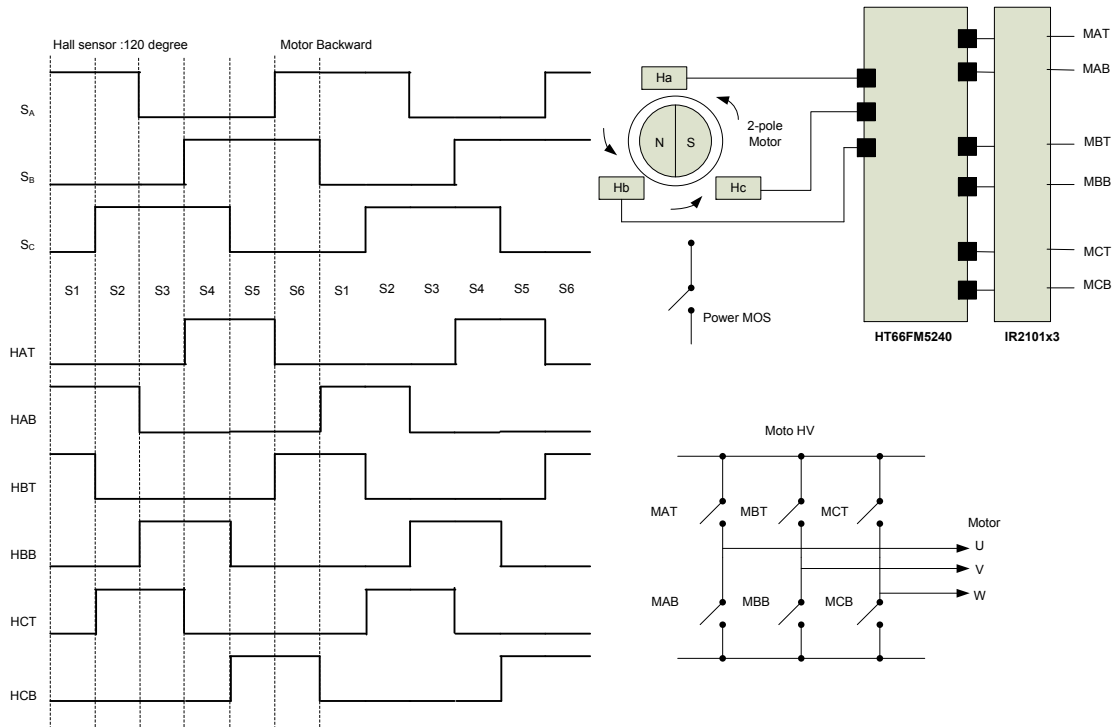 Hall sensor :120 degree
Motor Backward
SA
SB
SC
S1 S2 S3 S4 S5 S6 S1 S2 S3 S4 S5 S6
HAT
HAB
HBT
HBB
HCT
HCB
Ha
N S
2-pole
Motor
Hb
Hc
Power MOS
MAT
MAB
MBT
MBB
MCT
MCB
HT66FM5240
IR2101x3
Moto HV
MAT
MBT
MCT
Motor
U
V
W
MAB
MBB
MCB